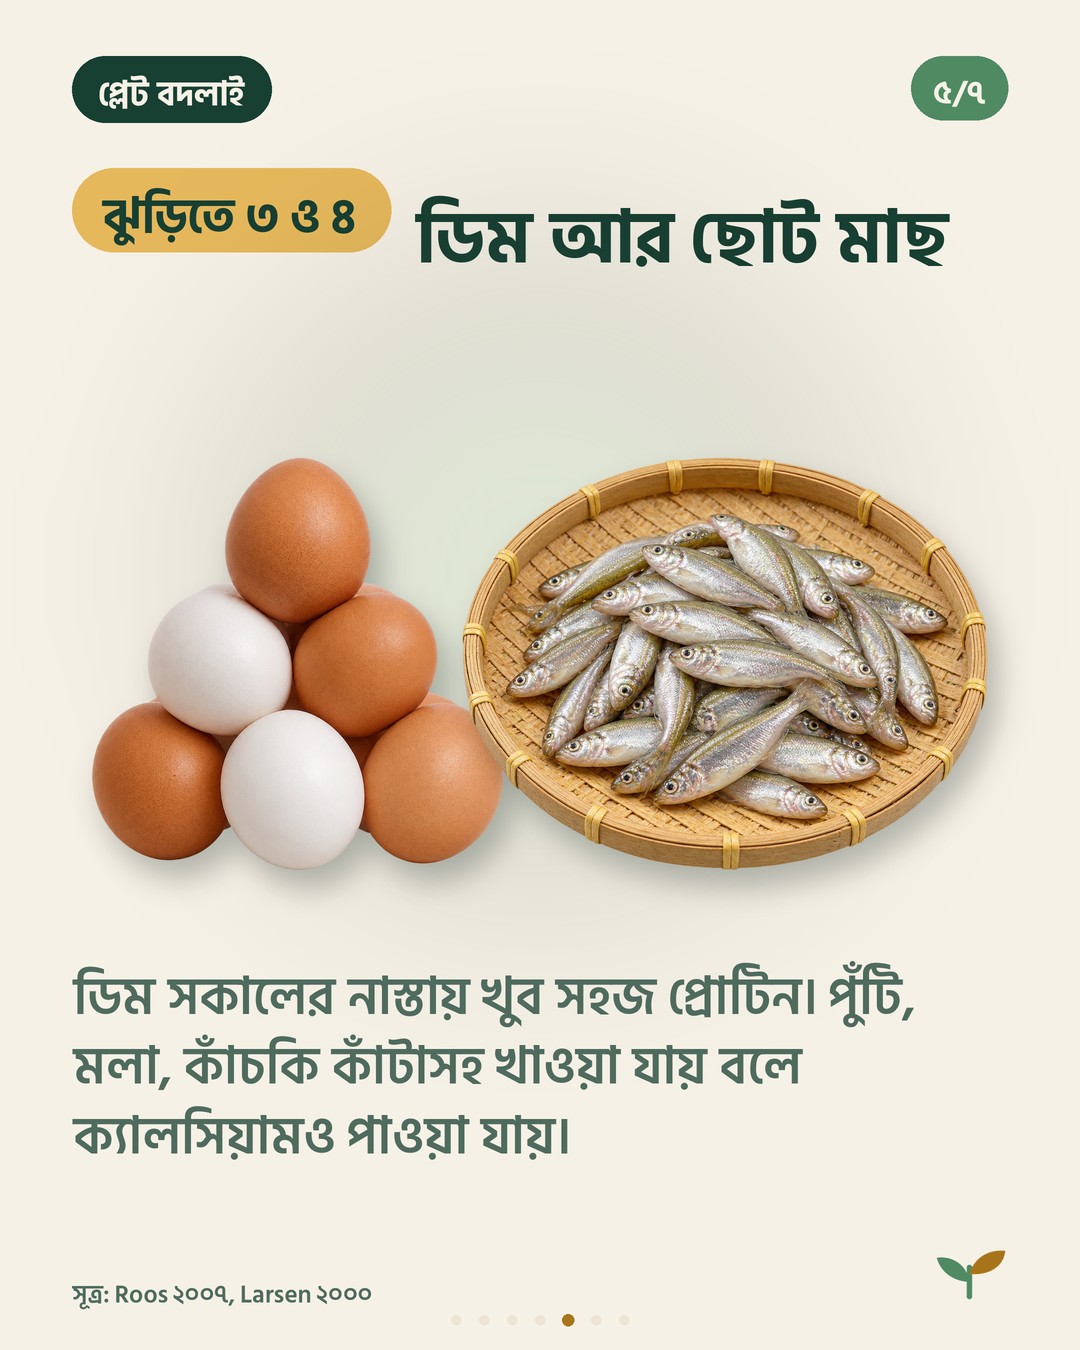 প্লেট বদলাই
৫/৭
ঝুড়িতে ৩ ও ৪
ডিম আর ছোট মাছ
ডিম সকালের নাস্তায় খুব সহজ প্রোটিন। পুঁটি,
মলা, কাঁচকি কাঁটাসহ খাওয়া যায় বলে
ক্যালসিয়ামও পাওয়া যায়।
সূত্র: Roos ২০০৭, Larsen ২০০০